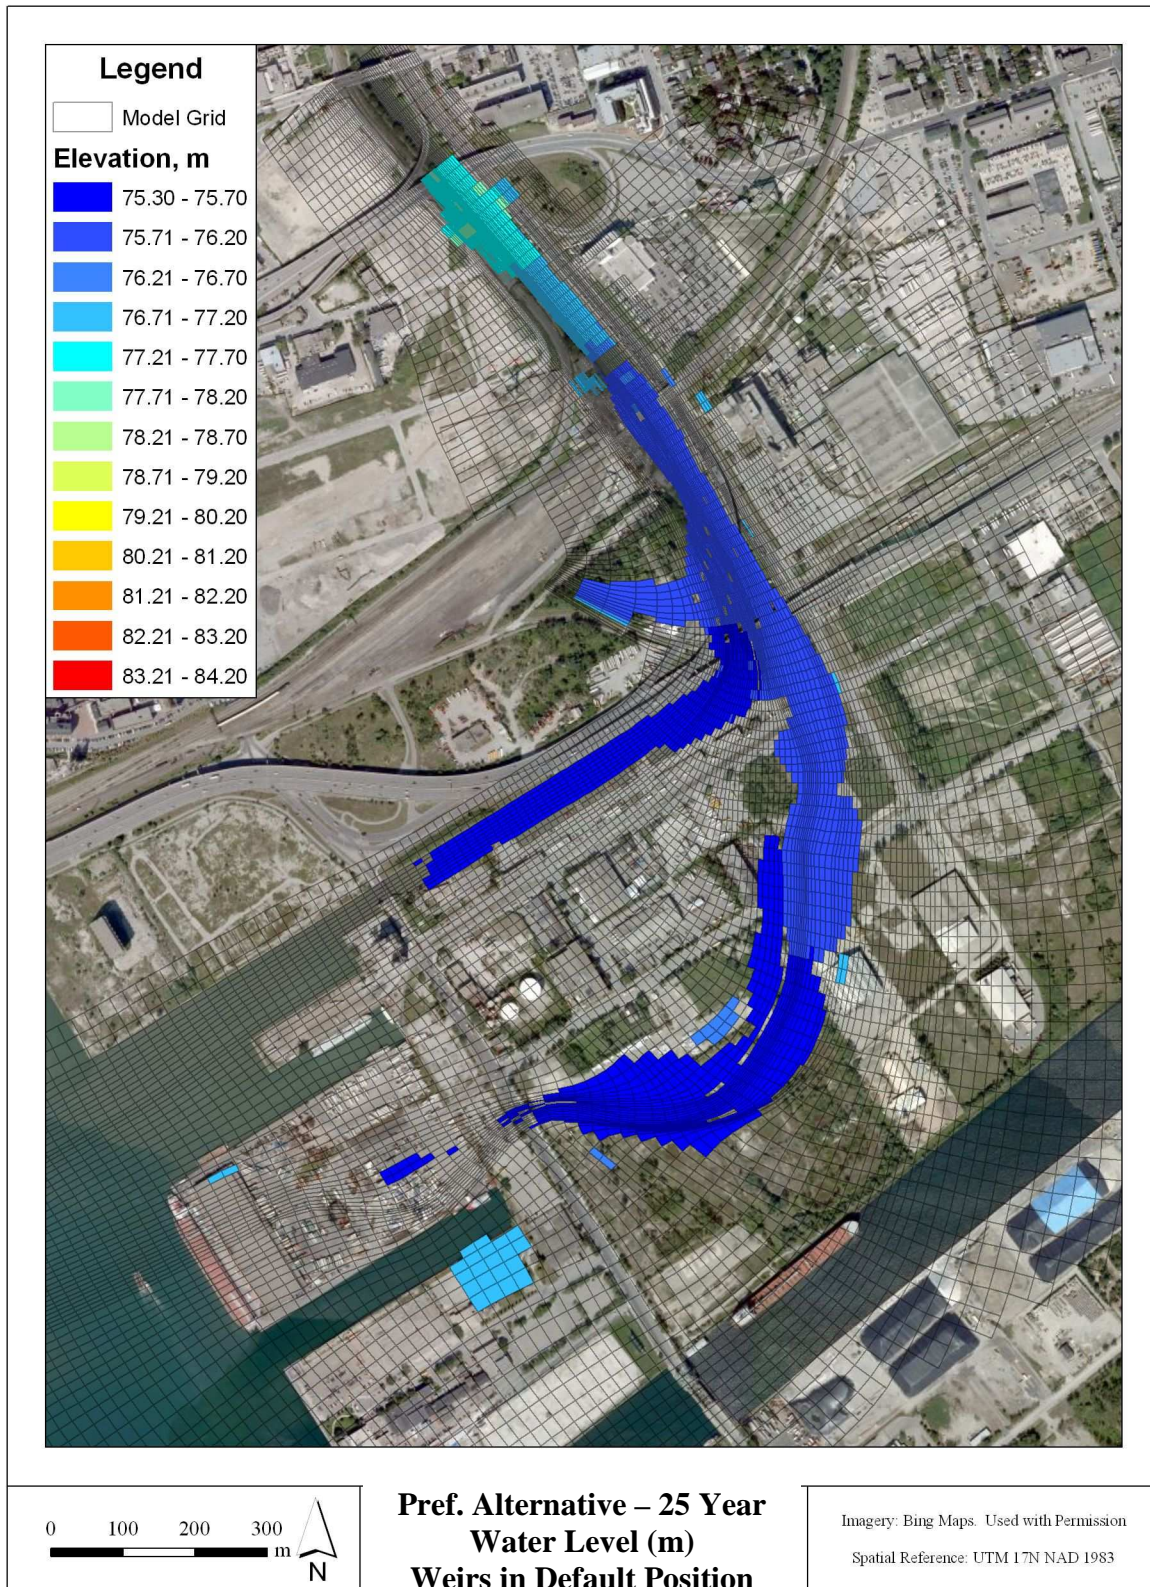 Legend
Model Grid
Elevation, m
75.30 - 75.70
75.71 - 76.20
76.21 - 76.70
76.71 - 77.20
77.21 - 77.70
77.71 - 78.20
78.21 - 78.70
78.71 - 79.20
79.21 - 80.20
80.21 - 81.20
81.21 - 82.20
82.21 - 83.20
83.21 - 84.20
0 100 200 300
m
N
Pref. Alternative – 25 Year
Water Level (m)
Weirs in Default Position
Imagery: Bing Maps. Used with Permission
Spatial Reference: UTM 17N NAD 1983